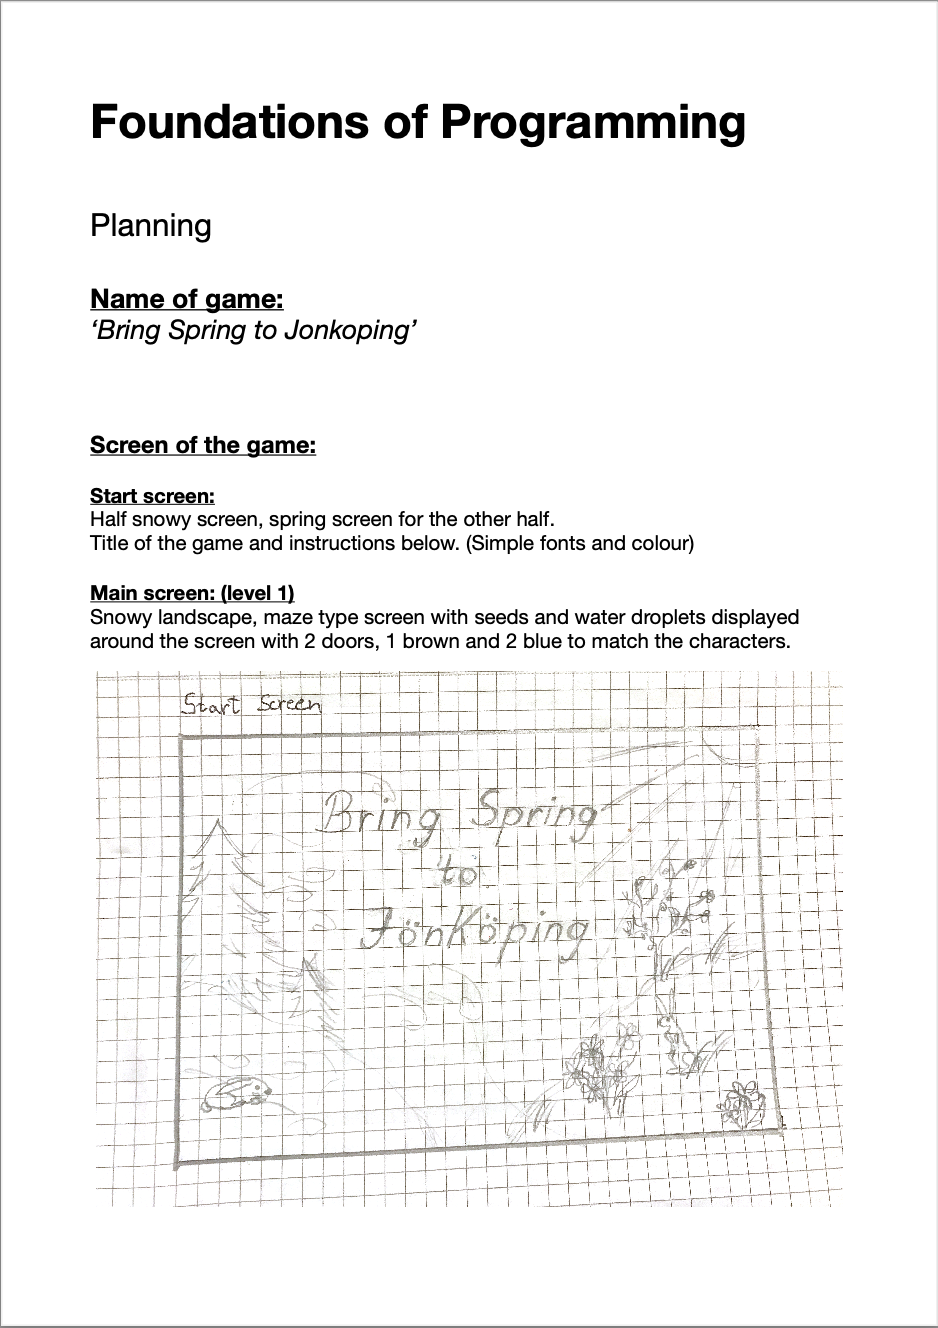 Foundations of Programming
Planning
Name of game:
‘Bring Spring to Jonkoping’
Screen of the game:
Start screen:
Half snowy screen, spring screen for the other half.
Title of the game and instructions below. (Simple fonts and colour)
Main screen: (level 1)
Snowy landscape, maze type screen with seeds and water droplets displayed
around the screen with 2 doors, 1 brown and 2 blue to match the characters.
Start Screen
Bring Spring
to
Jönköping